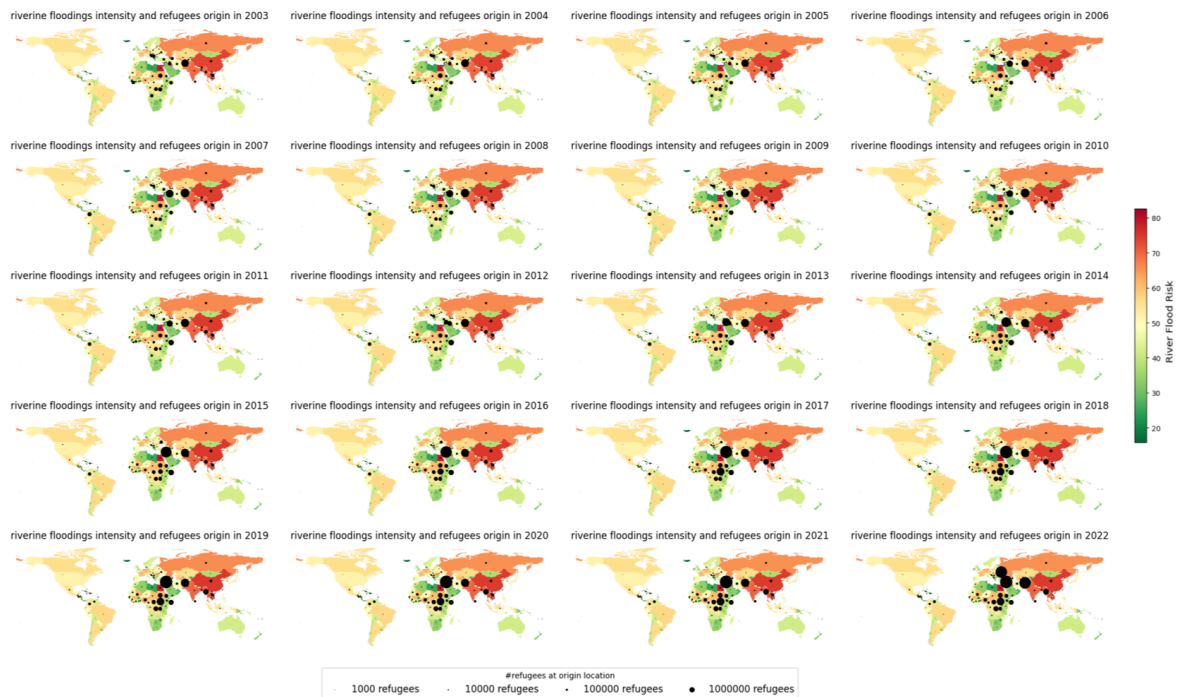 riverine floodings intensity and refugees origin in 2003
riverine floodings intensity and refugees origin in 2004
riverine floodings intensity and refugees origin in 2005
riverine floodings intensity and refugees origin in 2006
riverine floodings intensity and refugees origin in 2007
riverine floodings intensity and refugees origin in 2008
riverine floodings intensity and refugees origin in 2009
riverine floodings intensity and refugees origin in 2010
riverine floodings intensity and refugees origin in 2011
riverine floodings intensity and refugees origin in 2012
riverine floodings intensity and refugees origin in 2013
riverine floodings intensity and refugees origin in 2014
riverine floodings intensity and refugees origin in 2015
riverine floodings intensity and refugees origin in 2016
riverine floodings intensity and refugees origin in 2017
riverine floodings intensity and refugees origin in 2018
riverine floodings intensity and refugees origin in 2019
riverine floodings intensity and refugees origin in 2020
riverine floodings intensity and refugees origin in 2021
riverine floodings intensity and refugees origin in 2022
80
70
60
50
40
30
20
River Flood Risk
#refugees at origin location
1000 refugees
10000 refugees
100000 refugees
1000000 refugees